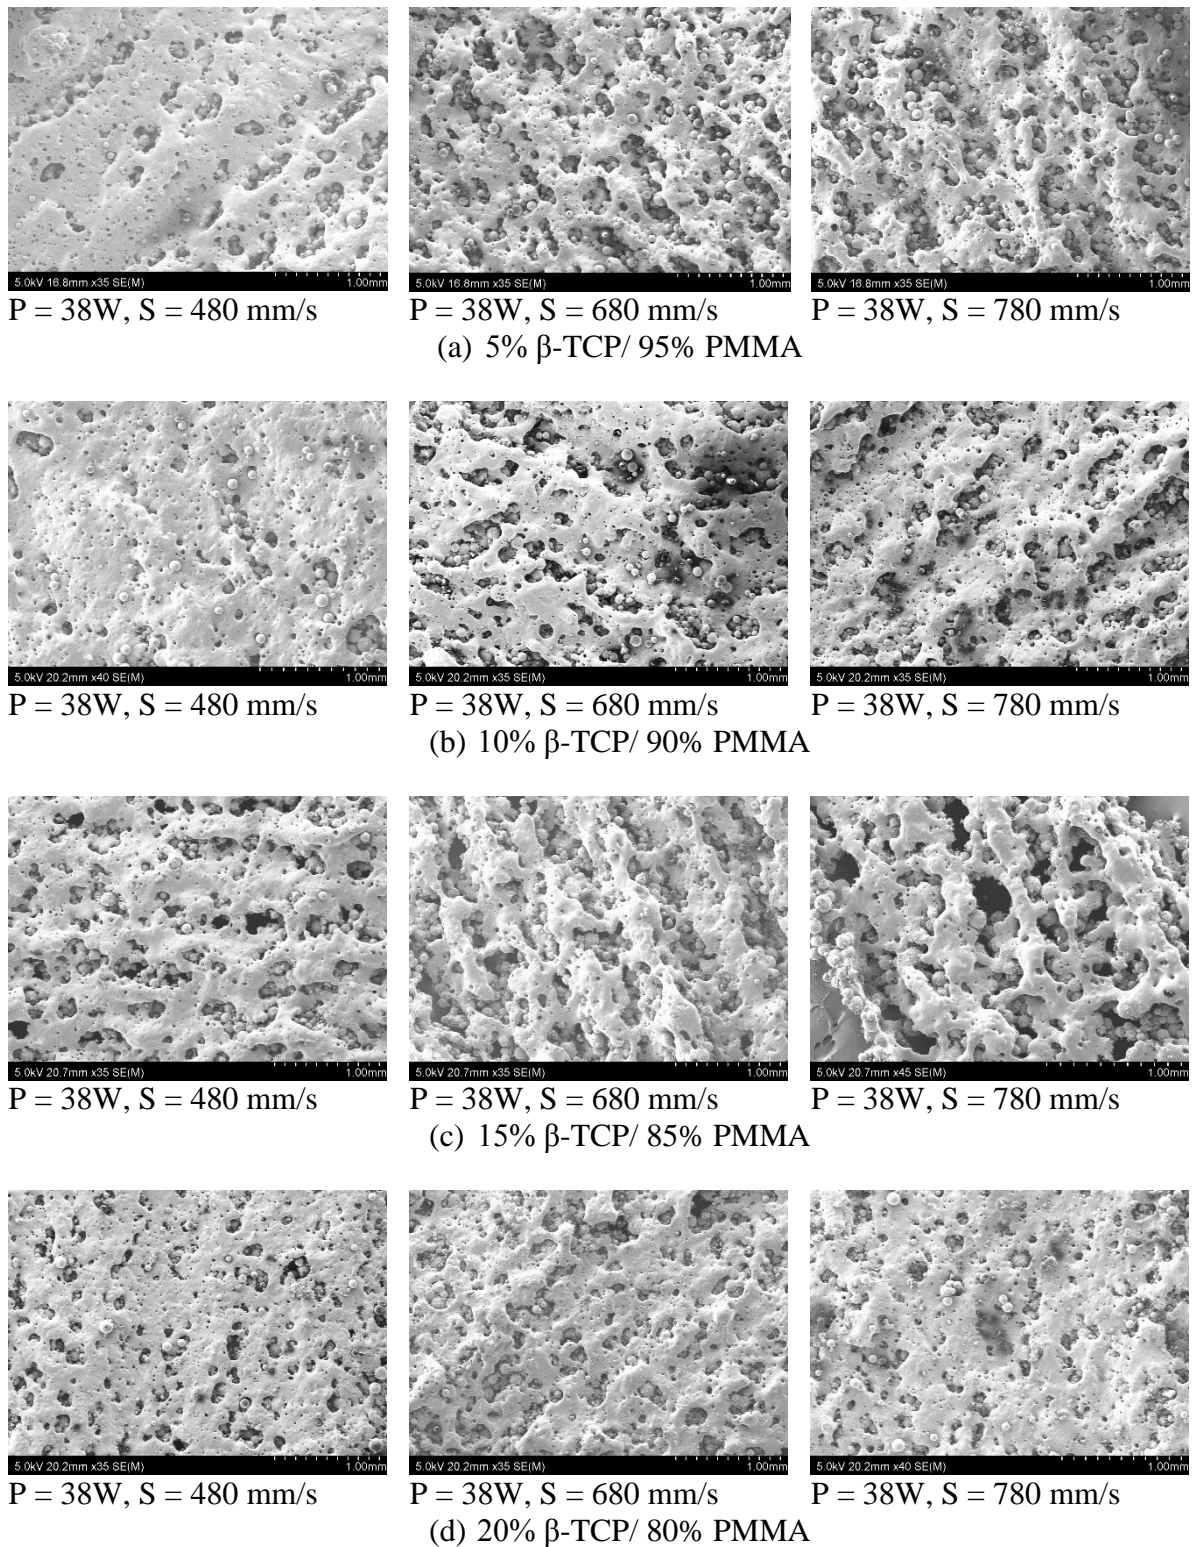 5.0kV 16.8mm x35 SE(M) 1.00mm
5.0kV 16.8mm x35 SE(M) 1.00mm
5.0kV 16.8mm x35 SE(M) 1.00mm
P = 38W, S = 480 mm/s
P = 38W, S = 680 mm/s
P = 38W, S = 780 mm/s
(a) 5% β-TCP/ 95% PMMA
5.0kV 20.2mm x40 SE(M) 1.00mm
5.0kV 20.2mm x35 SE(M) 1.00mm
5.0kV 20.2mm x35 SE(M) 1.00mm
P = 38W, S = 480 mm/s
P = 38W, S = 680 mm/s
P = 38W, S = 780 mm/s
(b) 10% β-TCP/ 90% PMMA
5.0kV 20.7mm x35 SE(M) 1.00mm
5.0kV 20.7mm x35 SE(M) 1.00mm
5.0kV 20.7mm x45 SE(M) 1.00mm
P = 38W, S = 480 mm/s
P = 38W, S = 680 mm/s
P = 38W, S = 780 mm/s
(c) 15% β-TCP/ 85% PMMA
5.0kV 20.2mm x35 SE(M) 1.00mm
5.0kV 20.2mm x35 SE(M) 1.00mm
5.0kV 20.2mm x40 SE(M) 1.00mm
P = 38W, S = 480 mm/s
P = 38W, S = 680 mm/s
P = 38W, S = 780 mm/s
(d) 20% β-TCP/ 80% PMMA